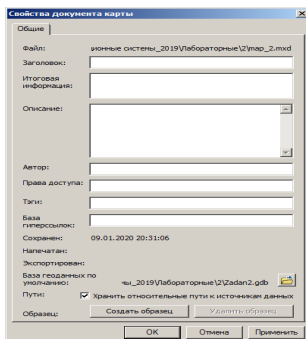 Свойства документа карты
Общие
Файл: ионные системы_2019\Лабораторные\2\map_2.mxd
Заголовок:
Итоговая
информация:
Описание:
Автор:
Права доступа:
Тэги:
База
гиперссылок:
Сохранен: 09.01.2020 20:31:06
Напечатан:
Экспортирован:
База геоданных по
умолчанию: чы_2019\Лабораторные\2\Zadan2.gdb
Пути: Хранить относительные пути к источникам данных
Образец: Создать образец Удалить образец
OK Отмена Применить